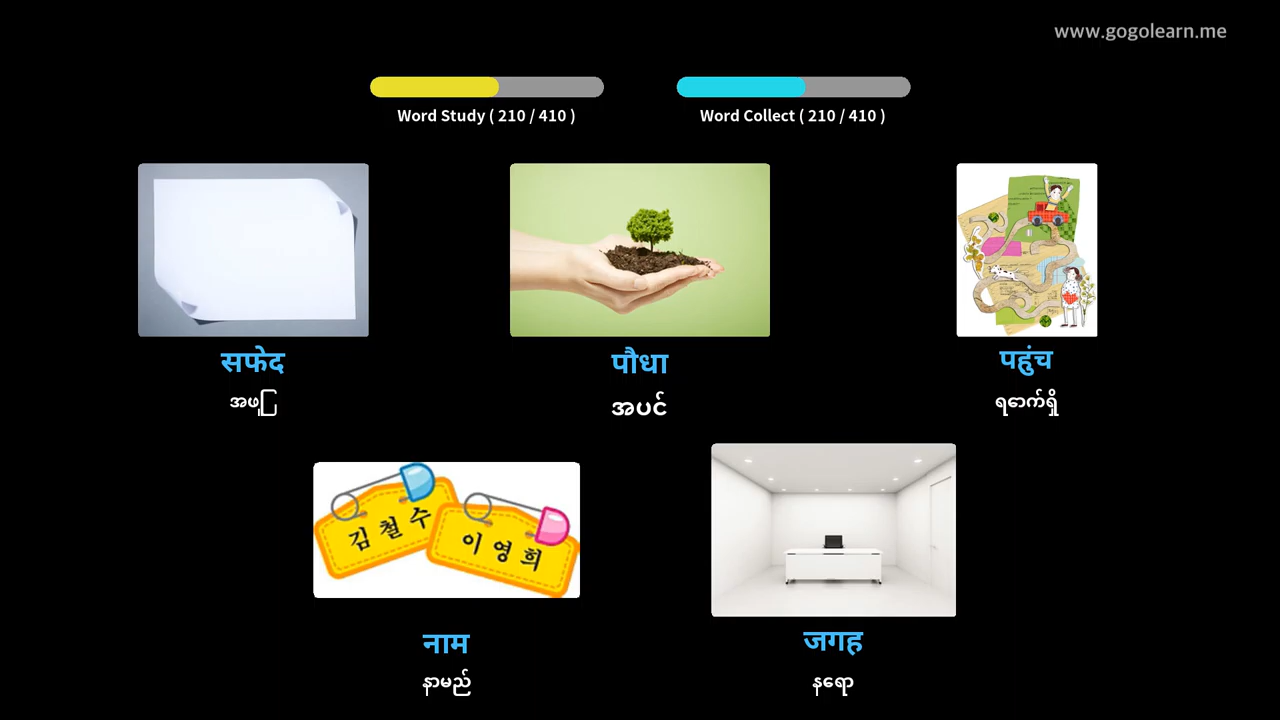 www.gogolearn.me
Word Study ( 210 / 410 )
Word Collect ( 210 / 410 )
सफेद
पौधा
पहुंच
အဖူြ
အပင်
ရောက်ရှိ
김철수
이영희
नाम
जगह
နာမည်
နရော